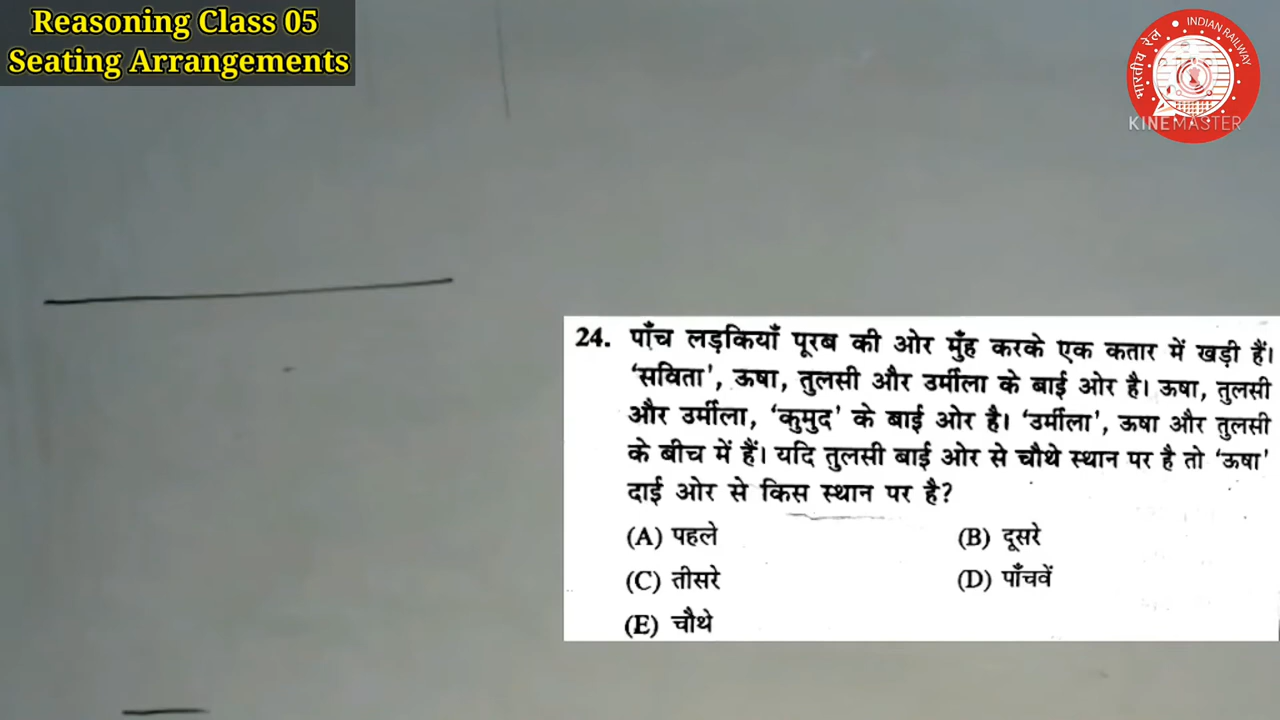 Reasoning Class 05
Seating Arrangements
भारतीय रेल INDIAN RAILWAY
KINEMASTER
24. पाँच लड़कियाँ पूरब की ओर मुँह करके एक कतार में खड़ी हैं।
‘सविता’, ऊषा, तुलसी और उर्मीला के बाई ओर है। ऊषा, तुलसी
और उर्मीला, ‘कुमुद’ के बाई ओर है। ‘उर्मीला’, ऊषा और तुलसी
के बीच में हैं। यदि तुलसी बाई ओर से चौथे स्थान पर है तो ‘ऊषा’
दाई ओर से किस स्थान पर है?
(A) पहले (B) दूसरे
(C) तीसरे (D) पाँचवें
(E) चौथे